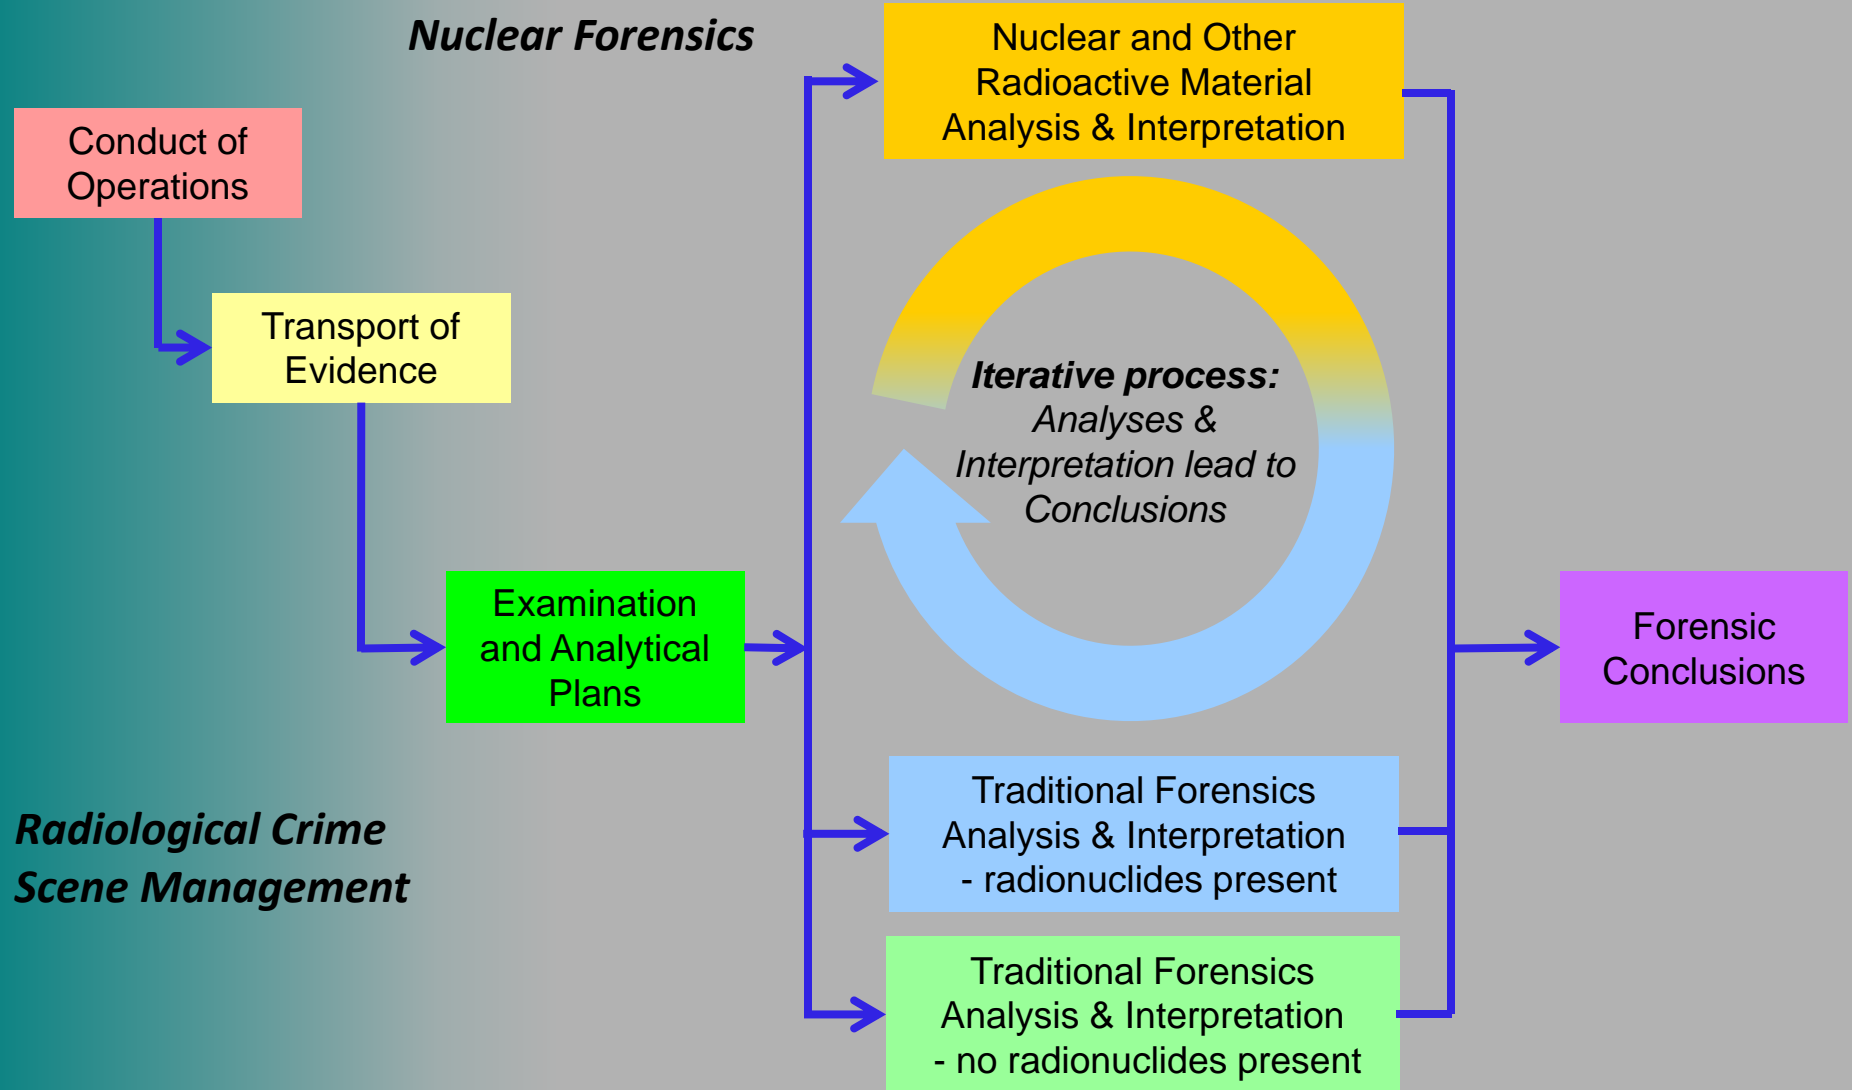 Nuclear Forensics
Nuclear and Other
Radioactive Material
Analysis & Interpretation
Conduct of
Operations
Transport of
Evidence
Iterative process:
Analyses &
Interpretation lead to
Conclusions
Examination
and Analytical
Plans
Forensic
Conclusions
Radiological Crime
Scene Management
Traditional Forensics
Analysis & Interpretation
- radionuclides present
Traditional Forensics
Analysis & Interpretation
- no radionuclides present